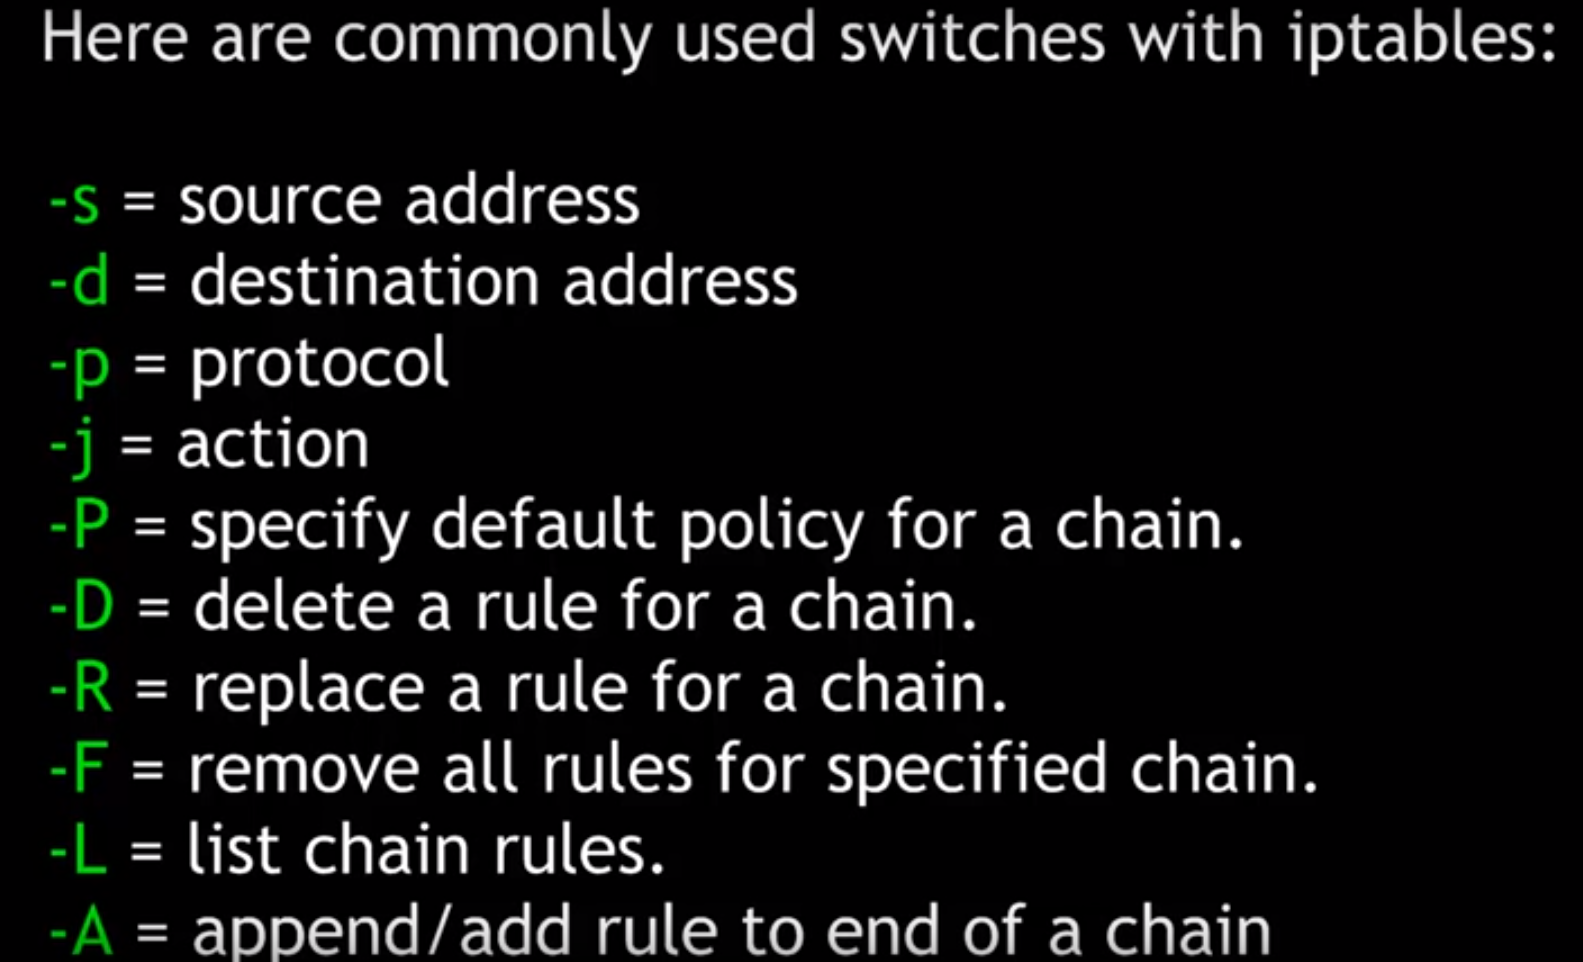 Here are commonly used switches with iptables:
-s = source address
-d = destination address
-p = protocol
-j = action
-P = specify default policy for a chain.
-D = delete a rule for a chain.
-R = replace a rule for a chain.
-F = remove all rules for specified chain.
-L = list chain rules.
-A = append/add rule to end of a chain